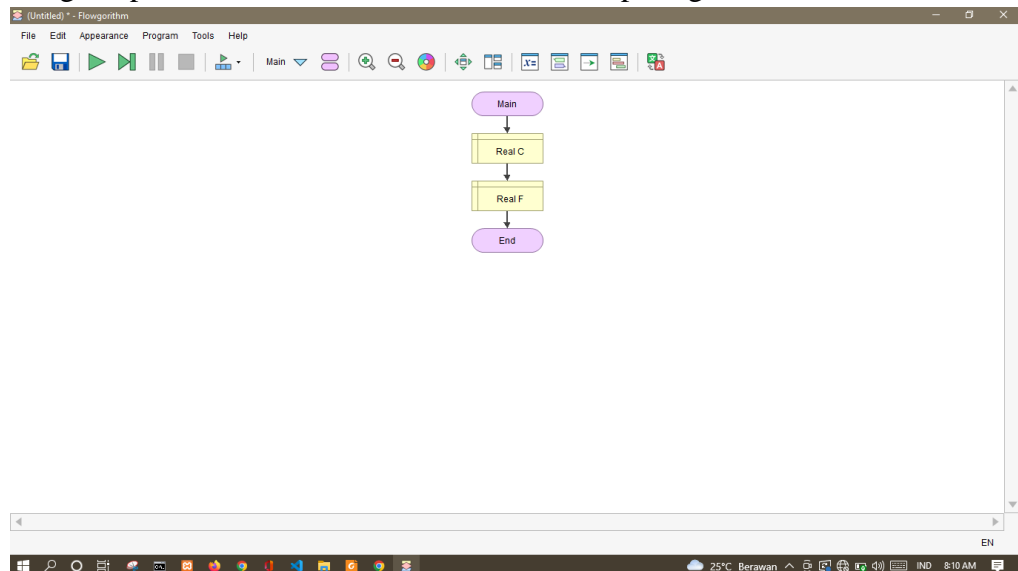 (Untitled) * - Flowgorithm
File Edit Appearance Program Tools Help
Main
x=
Main
Real C
Real F
End
EN
25°C Berawan IND 8:10 AM